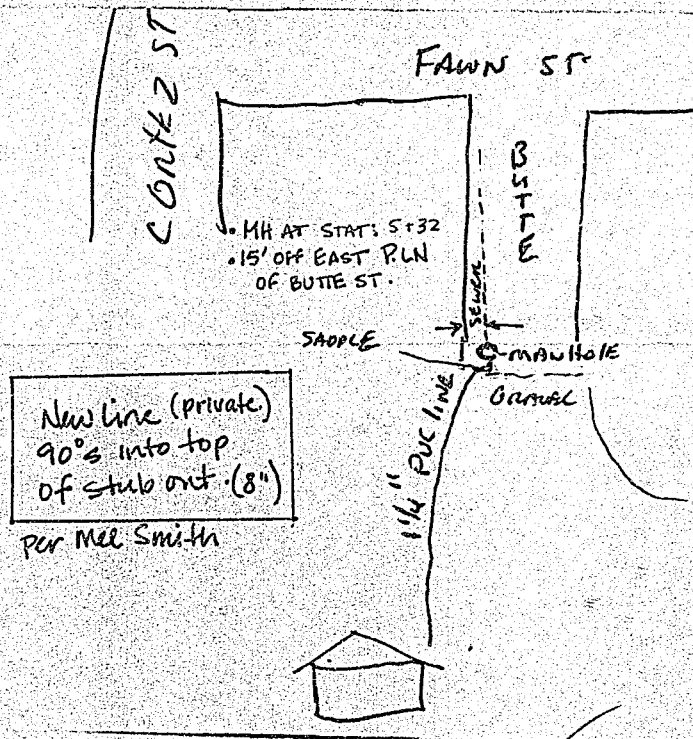 FAWN ST
CORTEZ ST
BUTTE
• MH AT STAT: 5+32
• 15' OFF EAST P.LN
OF BUTTE ST.
SEWER
SADDLE
MANHOLE
GRAVEL
New line (private)
90°s into top
of stub out. (8")
per Mel Smith
1 1/4" PVC LINE